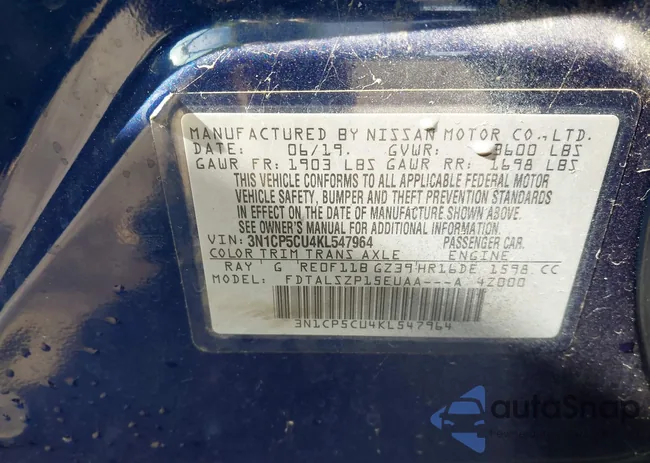 MANUFACTURED BY NISSAN MOTOR CO.,LTD.
DATE: 06/19. GVWR: 3600 LBS
GAWR FR: 1903 LBS GAWR RR: 1698 LBS
THIS VEHICLE CONFORMS TO ALL APPLICABLE FEDERAL MOTOR
VEHICLE SAFETY, BUMPER AND THEFT PREVENTION STANDARDS
IN EFFECT ON THE DATE OF MANUFACTURE SHOWN ABOVE.
SEE OWNER'S MANUAL FOR ADDITIONAL INFORMATION.
VIN: 3N1CP5CU4KL547964 PASSENGER CAR.
COLOR TRIM TRANS AXLE ENGINE
RAY G RE0F11B GZ39 HR16DE 1598 CC
MODEL: FDTALSZP15EUAA---A 4Z000
3N1CP5CU4KL547964
autoSnap